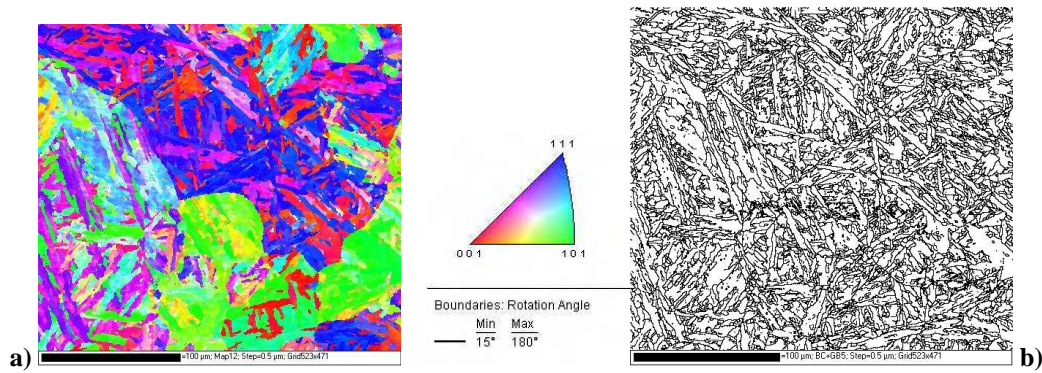 111
001 101
Boundaries: Rotation Angle
Min Max
15° 180°
a) =100 µm; Map12; Step=0.5 µm; Grid523x471
=100 µm; BC+GB5; Step=0.5 µm; Grid523x471 b)